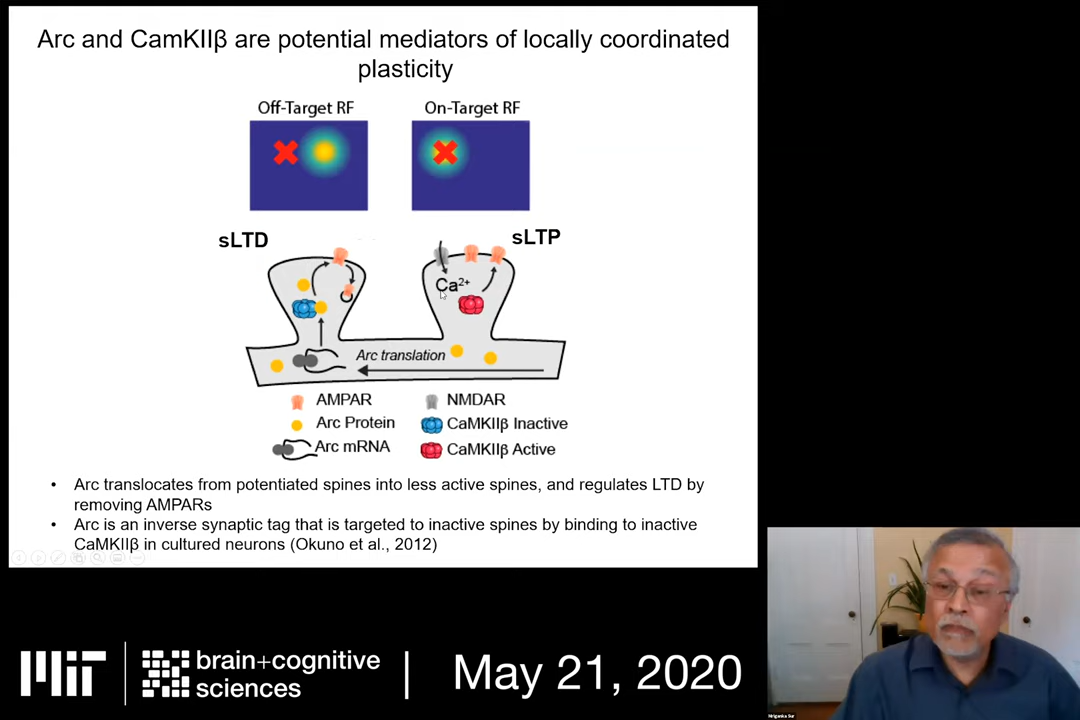 Arc and CamKIIβ are potential mediators of locally coordinated
plasticity
Off-Target RF
On-Target RF
sLTD
sLTP
Ca2+
Arc translation
AMPAR
NMDAR
Arc Protein
CaMKIIβ Inactive
Arc mRNA
CaMKIIβ Active
• Arc translocates from potentiated spines into less active spines, and regulates LTD by
removing AMPARs
• Arc is an inverse synaptic tag that is targeted to inactive spines by binding to inactive
CaMKIIβ in cultured neurons (Okuno et al., 2012)
MIT
brain+cognitive
sciences
May 21, 2020
Mriganka Sur